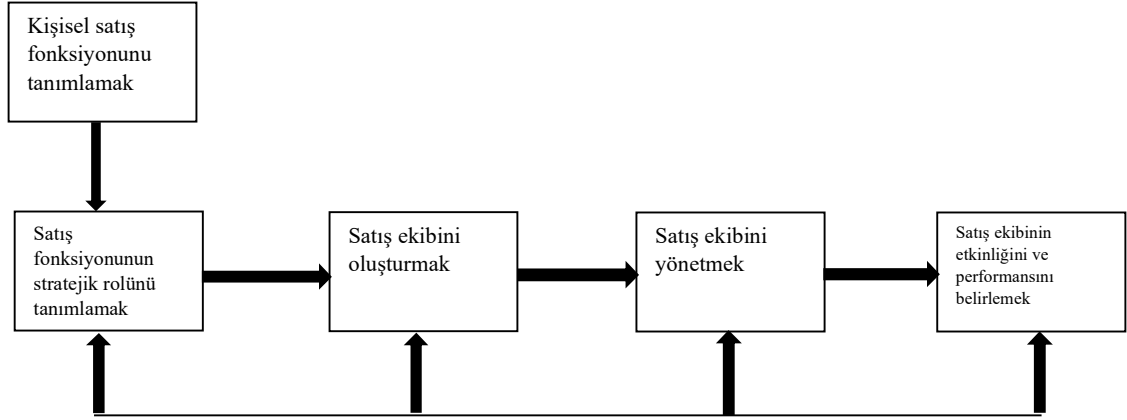 Kişisel satış
fonksiyonunu
tanımlamak
Satış
fonksiyonunun
stratejik rolünü
tanımlamak
Satış ekibini
oluşturmak
Satış ekibini
yönetmek
Satış ekibinin
etkinliğini ve
performansını
belirlemek